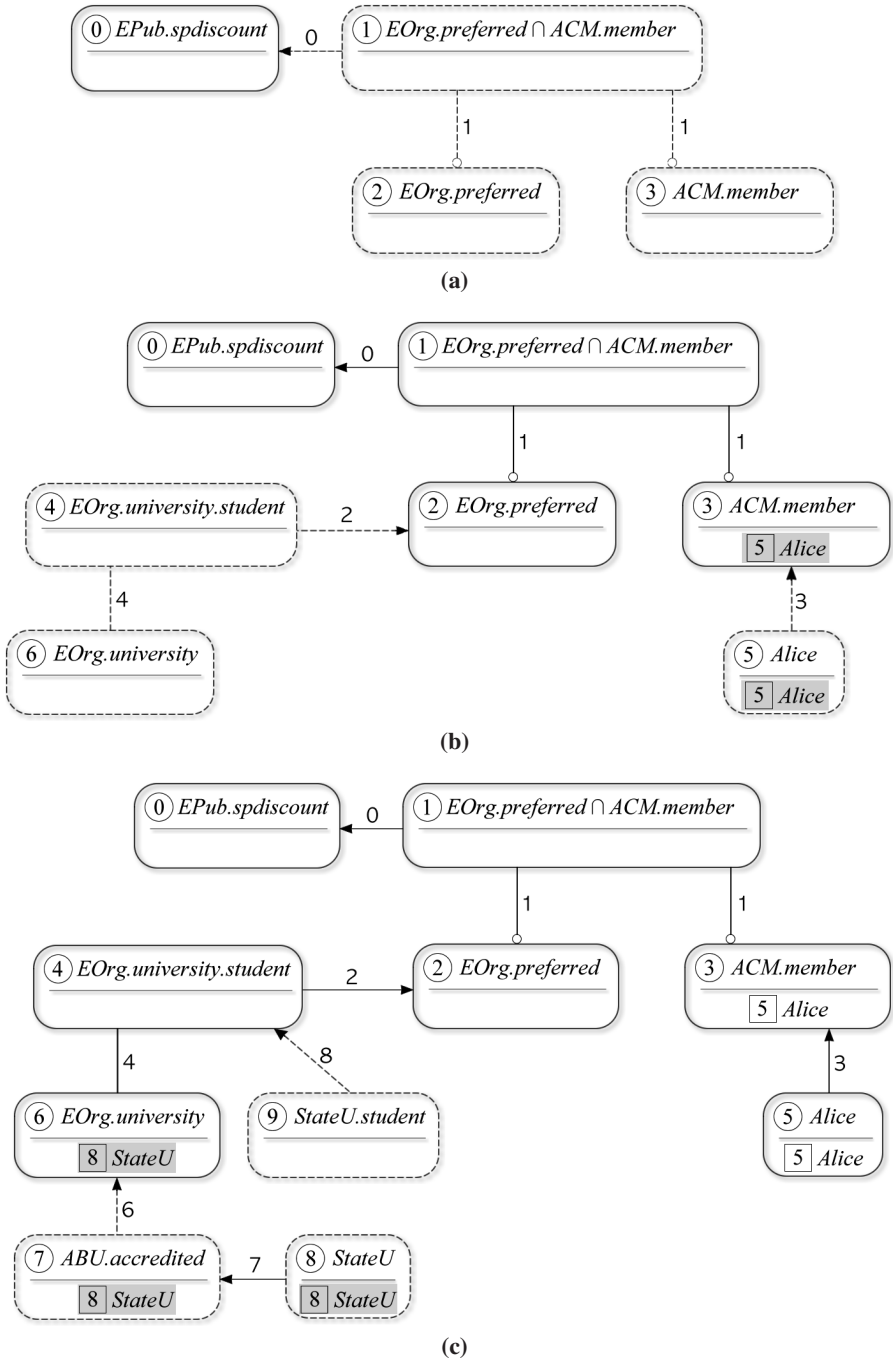 0 EPub.spdiscount
0
1 EOrg.preferred ∩ ACM.member
1
1
2 EOrg.preferred
3 ACM.member
(a)
0 EPub.spdiscount
0
1 EOrg.preferred ∩ ACM.member
1
1
4 EOrg.university.student
2
2 EOrg.preferred
3 ACM.member
5 Alice
4
3
6 EOrg.university
5 Alice
5 Alice
(b)
0 EPub.spdiscount
0
1 EOrg.preferred ∩ ACM.member
1
1
4 EOrg.university.student
2
2 EOrg.preferred
3 ACM.member
5 Alice
4
8
3
6 EOrg.university
8 StateU
9 StateU.student
5 Alice
5 Alice
6
7 ABU.accredited
8 StateU
7
8 StateU
8 StateU
(c)